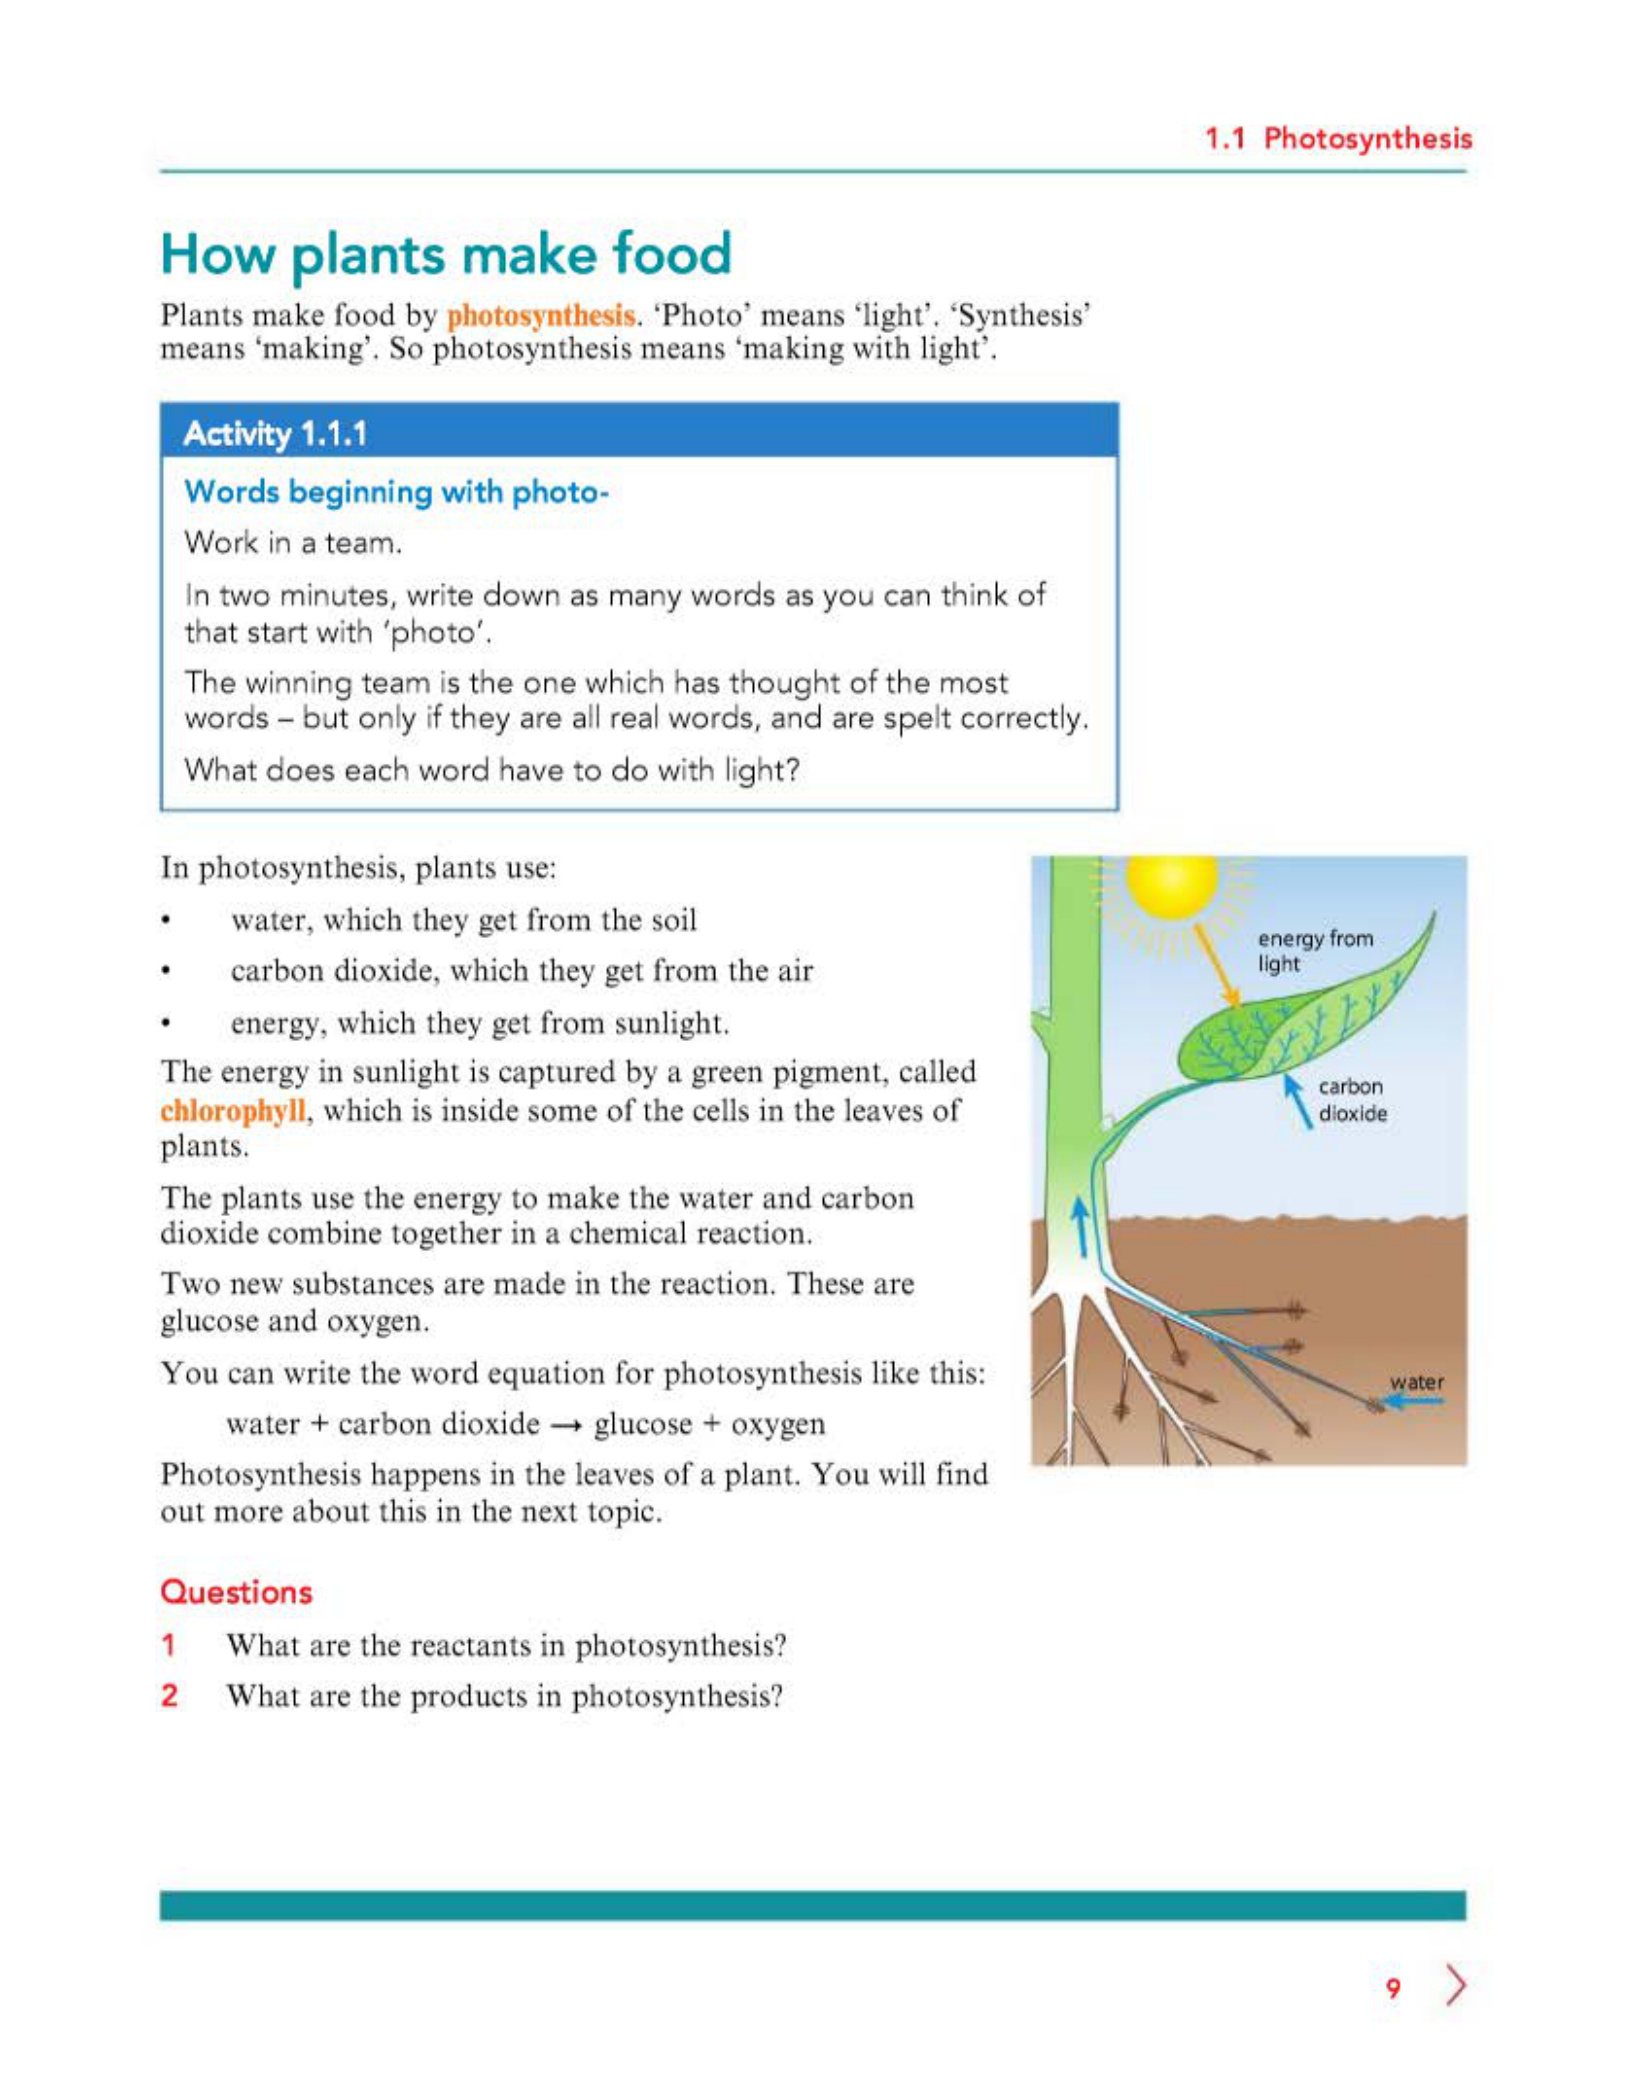 1.1 Photosynthesis
How plants make food
Plants make food by photosynthesis. ‘Photo’ means ‘light’. ‘Synthesis’
means ‘making’. So photosynthesis means ‘making with light’.
Activity 1.1.1
Words beginning with photo-
Work in a team.
In two minutes, write down as many words as you can think of
that start with ‘photo’.
The winning team is the one which has thought of the most
words – but only if they are all real words, and are spelt correctly.
What does each word have to do with light?
In photosynthesis, plants use:
• water, which they get from the soil
• carbon dioxide, which they get from the air
• energy, which they get from sunlight.
The energy in sunlight is captured by a green pigment, called
chlorophyll, which is inside some of the cells in the leaves of
plants.
The plants use the energy to make the water and carbon
dioxide combine together in a chemical reaction.
Two new substances are made in the reaction. These are
glucose and oxygen.
You can write the word equation for photosynthesis like this:
water + carbon dioxide → glucose + oxygen
Photosynthesis happens in the leaves of a plant. You will find
out more about this in the next topic.
energy from
light
carbon
dioxide
water
Questions
1 What are the reactants in photosynthesis?
2 What are the products in photosynthesis?
9